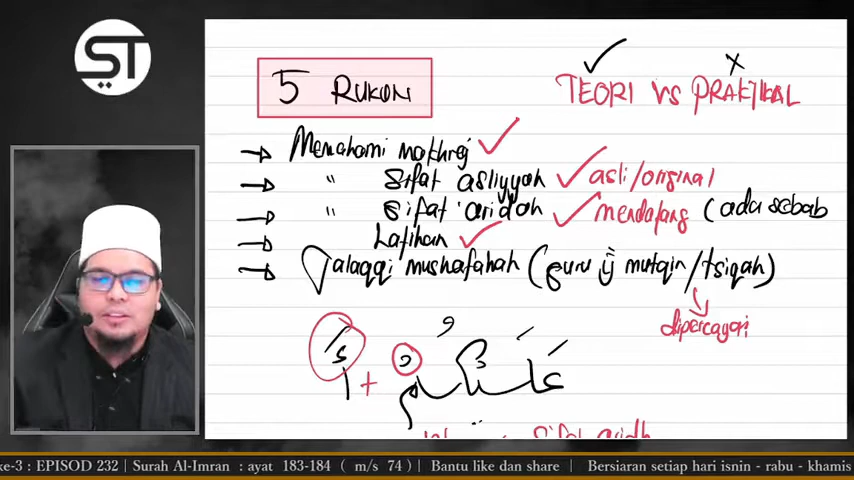 ST
5 RUKON
TEORI vs PRAKTIKAL
→ Memahami makhraj
→ " sifat asliyyah asli/original
→ " sifat 'aridah mendatang (ada sebab
→ Latihan
→ Talaqqi mushafahah (guru yg mutqin/tsiqah)
dipercayai
عَلَيْكُمْ + أَ
ke-3 : EPISOD 232 | Surah Al-Imran : ayat 183-184 ( m/s 74 ) | Bantu like dan share | Bersiaran setiap hari isnin - rabu - khamis